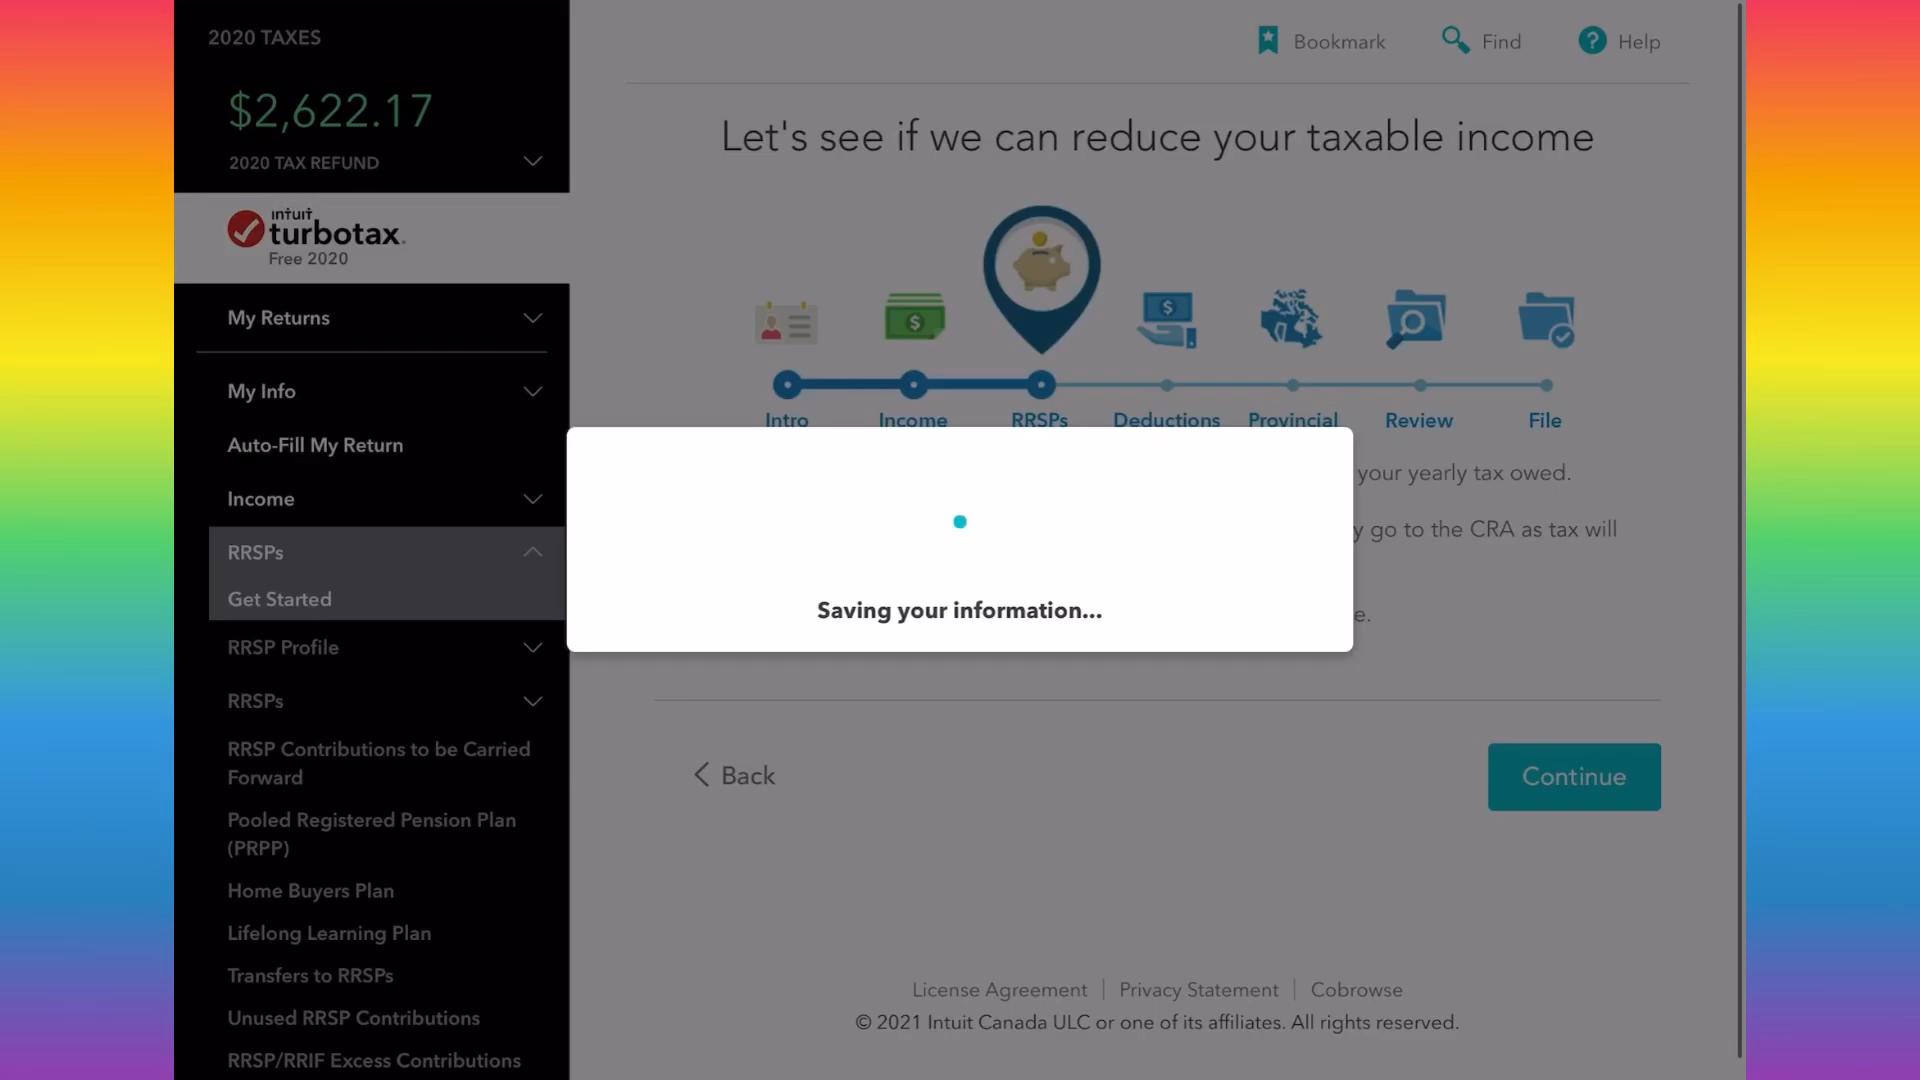 2020 TAXES
$2,622.17
2020 TAX REFUND
intuit
turbotax.
Free 2020
My Returns
My Info
Auto-Fill My Return
Income
RRSPs
Get Started
RRSP Profile
RRSPs
RRSP Contributions to be Carried
Forward
Pooled Registered Pension Plan
(PRPP)
Home Buyers Plan
Lifelong Learning Plan
Transfers to RRSPs
Unused RRSP Contributions
RRSP/RRIF Excess Contributions
Bookmark
Find
? Help
Let's see if we can reduce your taxable income
$
$
Intro Income RRSPs Deductions Provincial Review File
your yearly tax owed.
go to the CRA as tax will
Saving your information...
Back
Continue
License Agreement | Privacy Statement | Cobrowse
© 2021 Intuit Canada ULC or one of its affiliates. All rights reserved.